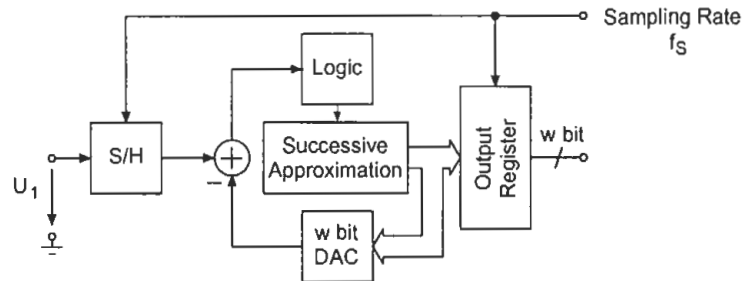 Sampling Rate
fS
Logic
S/H
Successive
Approximation
Output
Register
w bit
U1
w bit
DAC